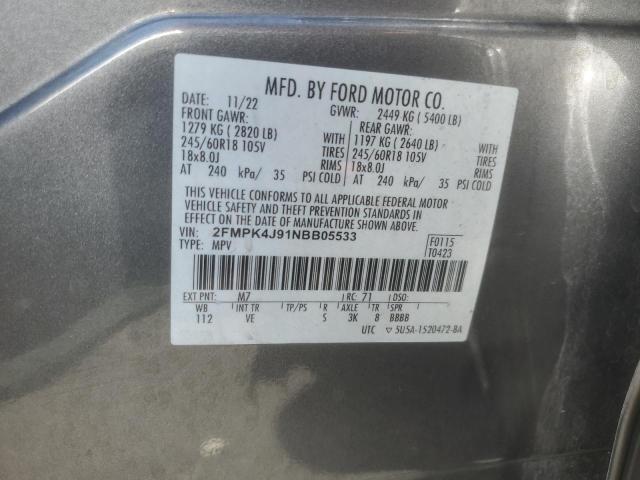 MFD. BY FORD MOTOR CO.
DATE: 11/22 GVWR: 2449 KG ( 5400 LB)
FRONT GAWR: REAR GAWR:
1279 KG ( 2820 LB) WITH 1197 KG ( 2640 LB) WITH
245/60R18 105V TIRES 245/60R18 105V TIRES
18x8.0J RIMS 18x8.0J RIMS
AT 240 kPa/ 35 PSI COLD AT 240 kPa/ 35 PSI COLD
THIS VEHICLE CONFORMS TO ALL APPLICABLE FEDERAL MOTOR
VEHICLE SAFETY AND THEFT PREVENTION STANDARDS IN
EFFECT ON THE DATE OF MANUFACTURE SHOWN ABOVE.
VIN: 2FMPK4J91NBB05533 F0115
TYPE: MPV T0423
EXT PNT: M7 RC: 71 DSO:
WB INT TR TP/PS R AXLE TR SPR
112 VE S 3K 8 BBBB
UTC ▽ 5U5A-1520472-BA